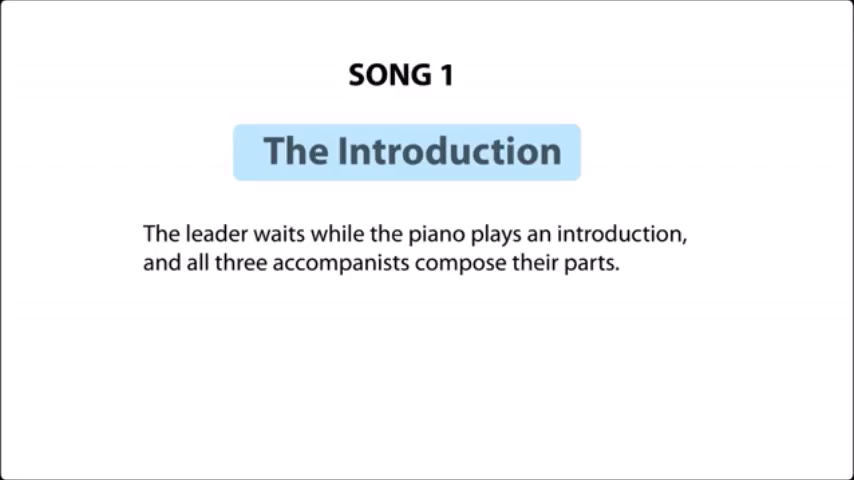 SONG 1
The Introduction
The leader waits while the piano plays an introduction,
and all three accompanists compose their parts.